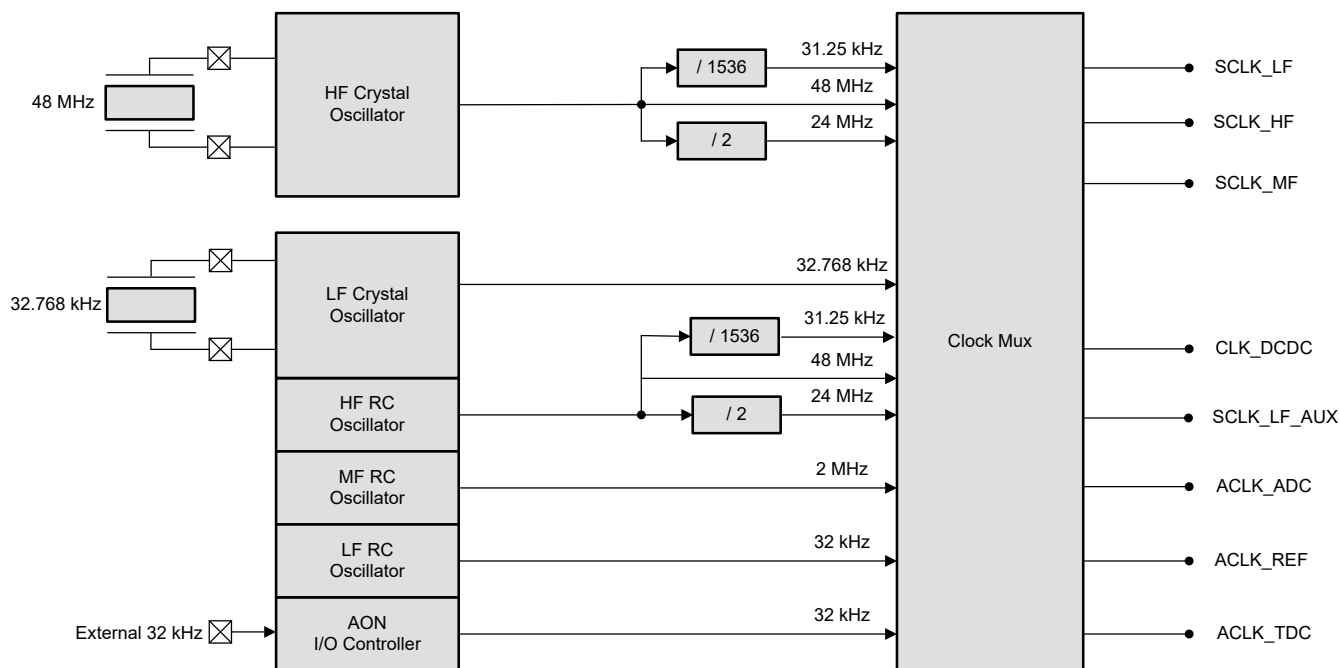 48 MHz
HF Crystal
Oscillator
/ 1536
31.25 kHz
48 MHz
/ 2
24 MHz
32.768 kHz
LF Crystal
Oscillator
32.768 kHz
/ 1536
31.25 kHz
48 MHz
HF RC
Oscillator
/ 2
24 MHz
MF RC
Oscillator
2 MHz
LF RC
Oscillator
32 kHz
External 32 kHz
AON
I/O Controller
32 kHz
Clock Mux
SCLK_LF
SCLK_HF
SCLK_MF
CLK_DCDC
SCLK_LF_AUX
ACLK_ADC
ACLK_REF
ACLK_TDC